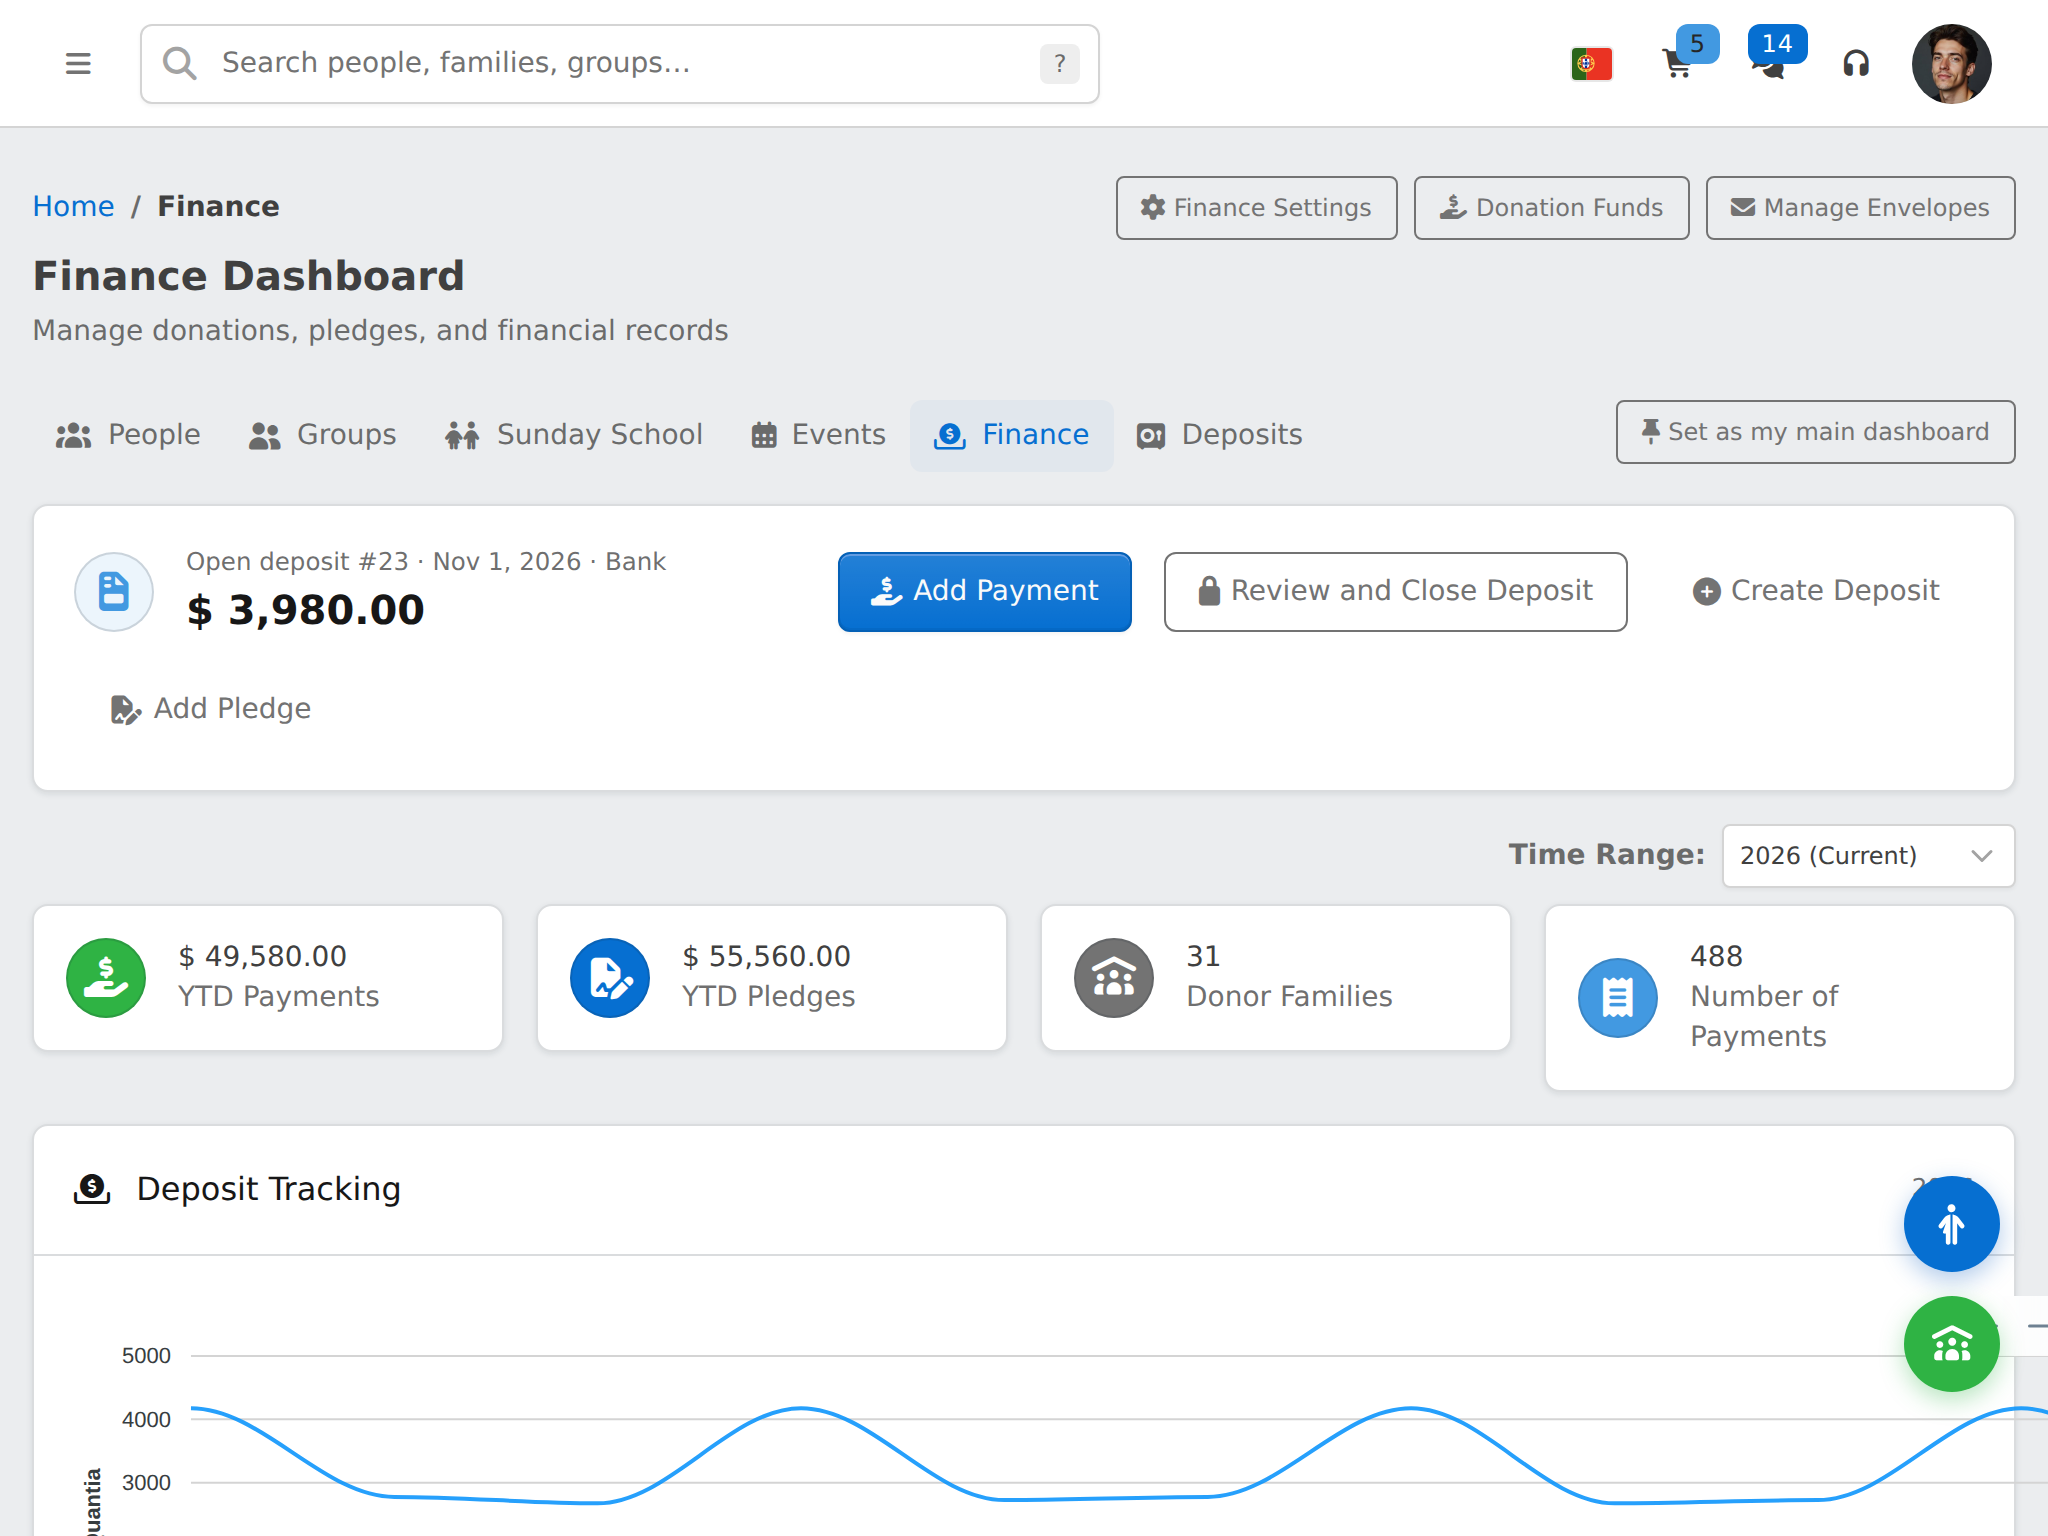 Search people, families, groups...
?
5
14
Home / Finance
Finance Settings
Donation Funds
Manage Envelopes
Finance Dashboard
Manage donations, pledges, and financial records
People
Groups
Sunday School
Events
Finance
Deposits
Set as my main dashboard
Open deposit #23 · Nov 1, 2026 · Bank
$ 3,980.00
Add Payment
Review and Close Deposit
Create Deposit
Add Pledge
Time Range:
2026 (Current)
$ 49,580.00
YTD Payments
$ 55,560.00
YTD Pledges
31
Donor Families
488
Number of
Payments
Deposit Tracking
5000
4000
3000